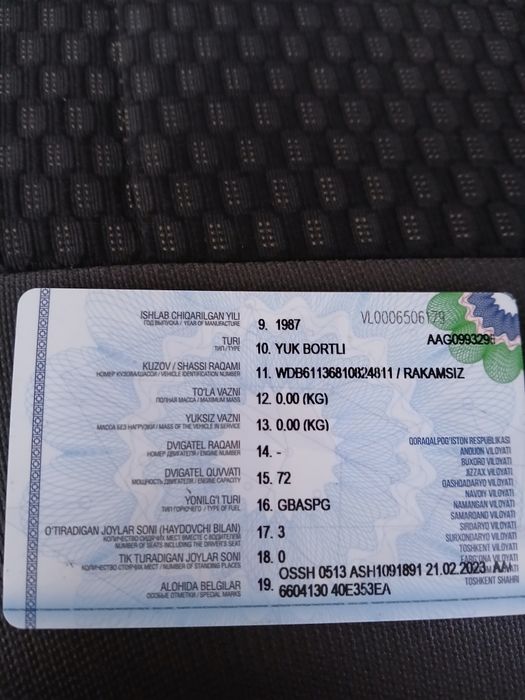 ISHLAB CHIQARILGAN YILI 9. 1987 VL0006506179
ГОД ВЫПУСКА / YEAR OF MANUFACTURE
TURI 10. YUK BORTLI AAG099329
ТИП / TYPE
KUZOV / SHASSI RAQAMI 11. WDB61136810824811 / RAKAMSIZ
НОМЕР КУЗОВА/ШАССИ / VEHICLE IDENTIFICATION NUMBER
TO'LA VAZNI 12. 0.00 (KG)
ПОЛНАЯ МАССА / MAXIMUM MASS
YUKSIZ VAZNI 13. 0.00 (KG)
МАССА БЕЗ НАГРУЗКИ / MASS OF THE VEHICLE IN SERVICE
DVIGATEL RAQAMI 14. -
НОМЕР ДВИГАТЕЛЯ / ENGINE NUMBER
DVIGATEL QUVVATI 15. 72
МОЩНОСТЬ ДВИГАТЕЛЯ / ENGINE CAPACITY
YONILG'I TURI 16. GBASPG
ТИП ГОРЮЧЕГО / TYPE OF FUEL
O'TIRADIGAN JOYLAR SONI (HAYDOVCHI BILAN) 17. 3
КОЛИЧЕСТВО СИДЯЧИХ МЕСТ ВМЕСТЕ С ВОДИТЕЛЕМ
NUMBER OF SEATS INCLUDING THE DRIVER'S SEAT
TIK TURADIGAN JOYLAR SONI 18. 0
КОЛИЧЕСТВО СТОЯЧИХ МЕСТ / NUMBER OF STANDING PLACES
ALOHIDA BELGILAR 19. OSSH 0513 ASH1091891 21.02.2023 AA
ОСОБЫЕ ОТМЕТКИ / SPECIAL MARKS
6604130 40E353EA
QORAQALPOG'ISTON RESPUBLIKASI
ANDIJON VILOYATI
BUXORO VILOYATI
JIZZAX VILOYATI
QASHQADARYO VILOYATI
NAVOIY VILOYATI
NAMANGAN VILOYATI
SAMARQAND VILOYATI
SIRDARYO VILOYATI
SURXONDARYO VILOYATI
TOSHKENT VILOYATI
FARG'ONA VILOYATI
TOSHKENT SHAHRI